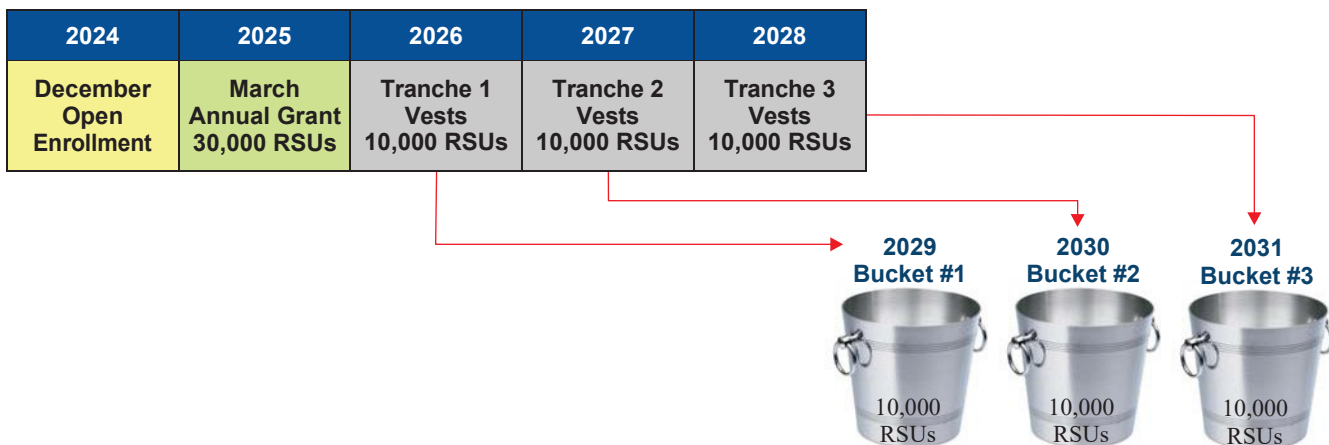 2024
2025
2026
2027
2028
December
Open
Enrollment
March
Annual Grant
30,000 RSUs
Tranche 1
Vests
10,000 RSUs
Tranche 2
Vests
10,000 RSUs
Tranche 3
Vests
10,000 RSUs
2029
Bucket #1
2030
Bucket #2
2031
Bucket #3
10,000
RSUs
10,000
RSUs
10,000
RSUs